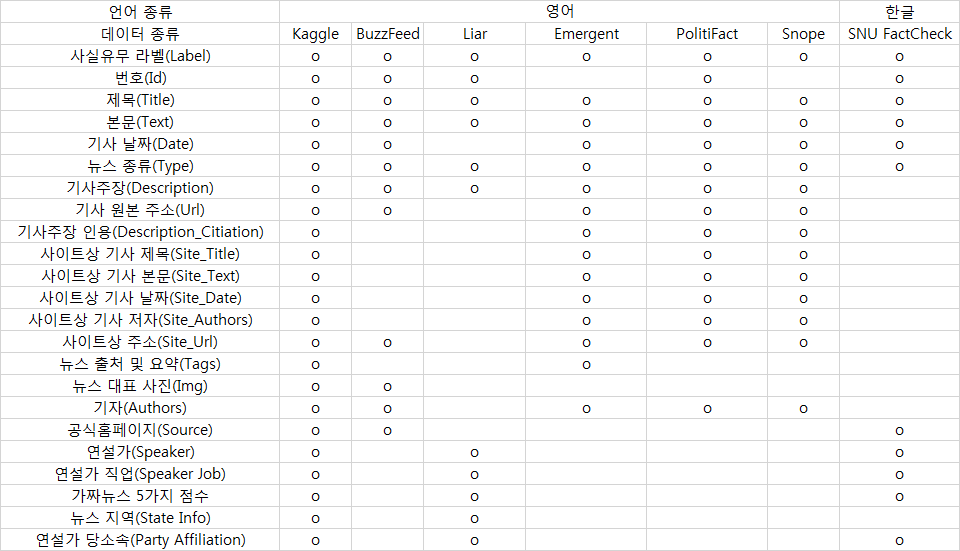 언어 종류 영어 한글
데이터 종류 Kaggle BuzzFeed Liar Emergent PolitiFact Snope SNU FactCheck
사실유무 라벨(Label) o o o o o o o
번호(Id) o o o o o
제목(Title) o o o o o o o
본문(Text) o o o o o o o
기사 날짜(Date) o o o o o o
뉴스 종류(Type) o o o o o o o
기사주장(Description) o o o o o o
기사 원본 주소(Url) o o o o o
기사주장 인용(Description_Citiation) o o o o
사이트상 기사 제목(Site_Title) o o o o
사이트상 기사 본문(Site_Text) o o o o
사이트상 기사 날짜(Site_Date) o o o o
사이트상 기사 저자(Site_Authors) o o o o
사이트상 주소(Site_Url) o o o o o
뉴스 출처 및 요약(Tags) o o
뉴스 대표 사진(Img) o o
기자(Authors) o o o o o
공식홈페이지(Source) o o o
연설가(Speaker) o o o
연설가 직업(Speaker Job) o o o
가짜뉴스 5가지 점수 o o o
뉴스 지역(State Info) o o
연설가 당소속(Party Affiliation) o o o